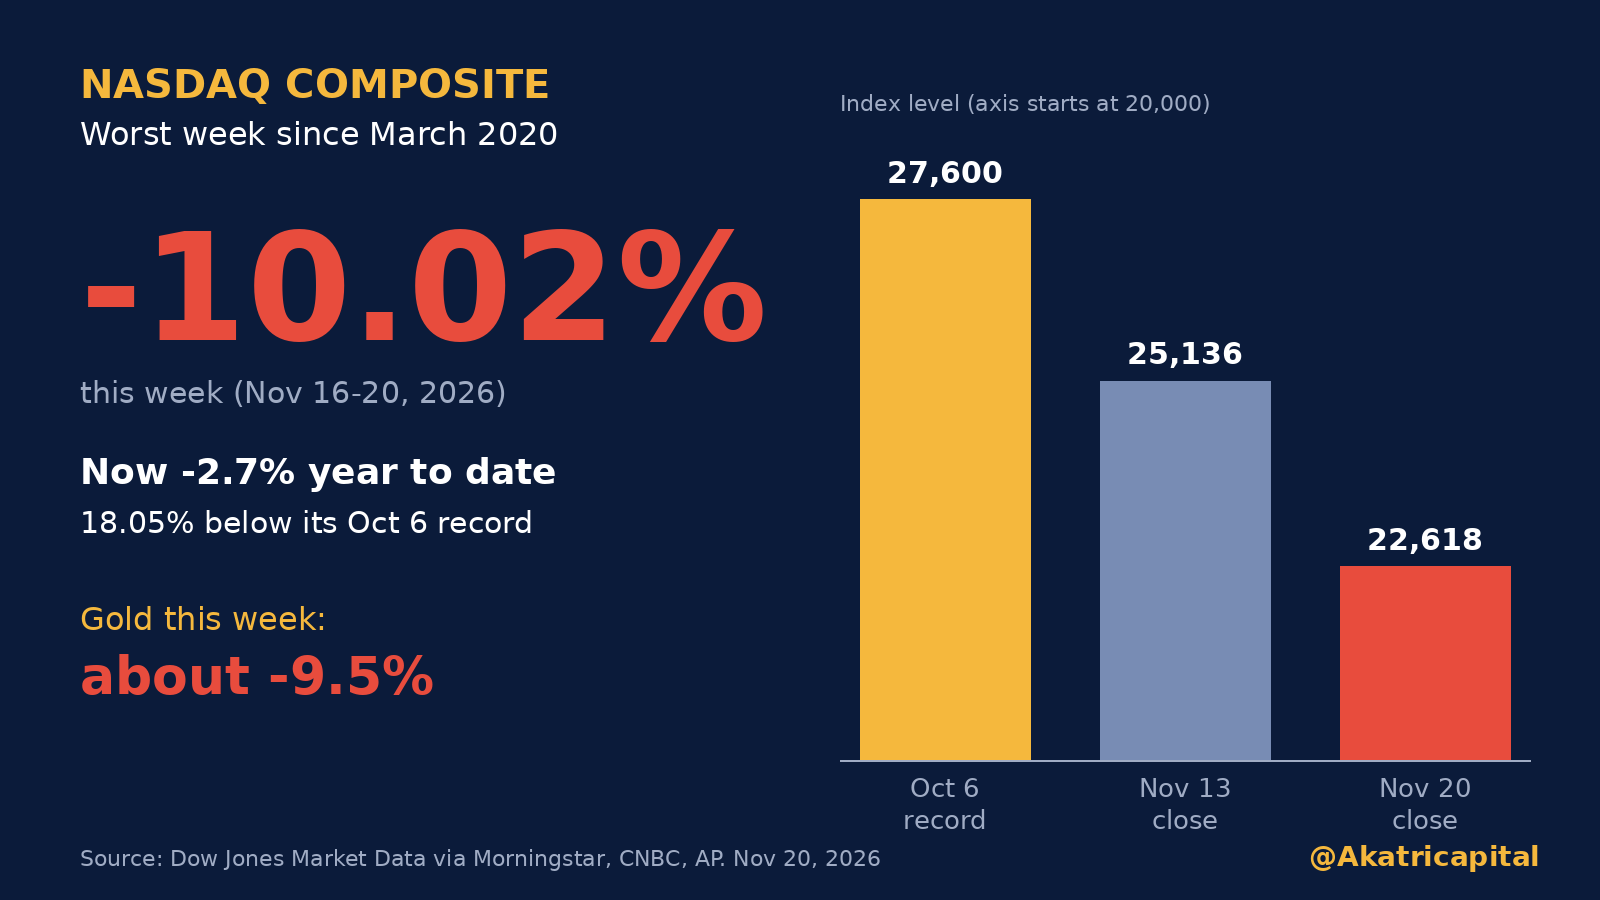 NASDAQ COMPOSITE
Worst week since March 2020
-10.02%
this week (Nov 16-20, 2026)
Now -2.7% year to date
18.05% below its Oct 6 record
Gold this week:
about -9.5%
Index level (axis starts at 20,000)
27,600
25,136
22,618
Oct 6
record
Nov 13
close
Nov 20
close
Source: Dow Jones Market Data via Morningstar, CNBC, AP. Nov 20, 2026
@Akatricapital